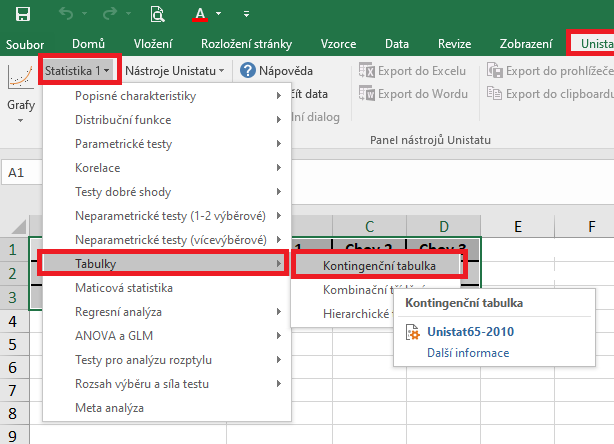 A
Soubor Domů Vložení Rozložení stránky Vzorce Data Revize Zobrazení Unista
Statistika 1 Nástroje Unistatu Nápověda Export do Excelu Export do prohlížeče
Grafy čít data Export do Wordu Export do clipboardu
lní dialog
Panel nástrojů Unistatu
Popisné charakteristiky
Distribuční funkce
Parametrické testy
Korelace
Testy dobré shody
Neparametrické testy (1-2 výběrové)
Neparametrické testy (vícevýběrové)
Tabulky
Maticová statistika
Regresní analýza
ANOVA a GLM
Testy pro analýzu rozptylu
Rozsah výběru a síla testu
Meta analýza
Kontingenční tabulka
Kombinační
Hierarchické
Kontingenční tabulka
Unistat65-2010
Další informace
A1
C D E F
1 1 Chov 2 Chov 3
2
3
4
5
6
7
8
9